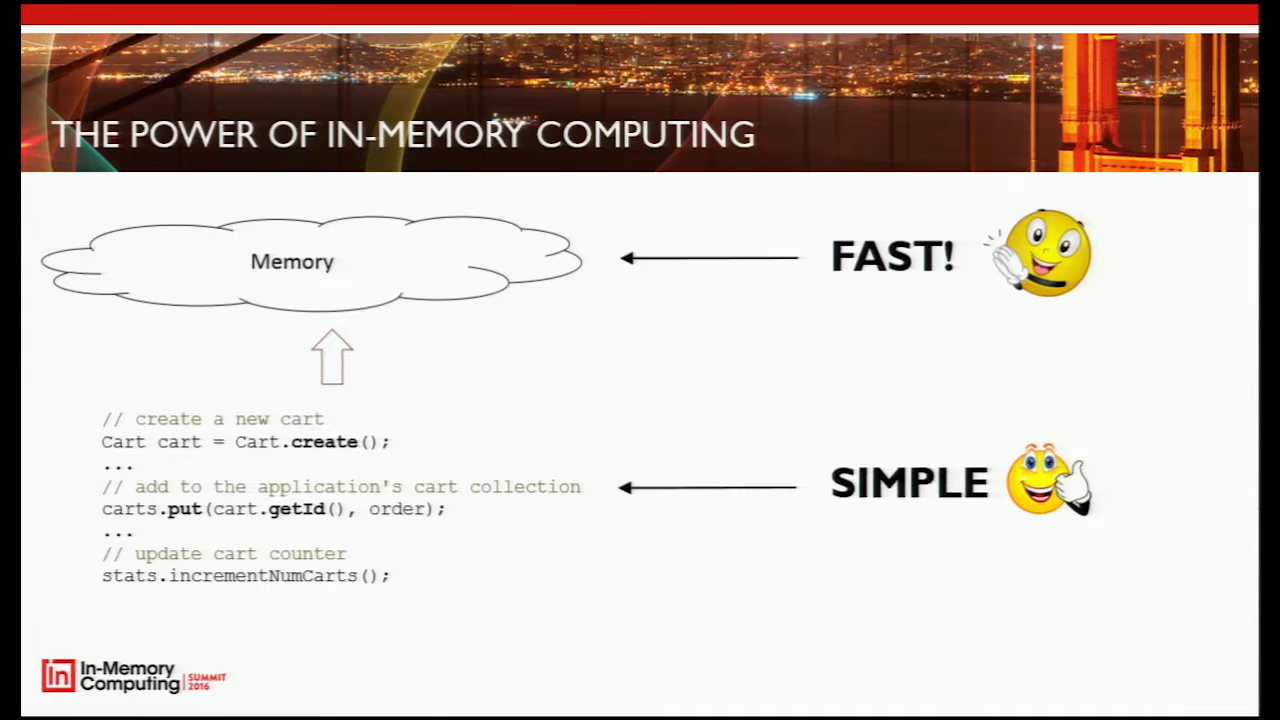 THE POWER OF IN-MEMORY COMPUTING
Memory
FAST!
// create a new cart
Cart cart = Cart.create();
...
// add to the application's cart collection
carts.put(cart.getId(), order);
...
// update cart counter
stats.incrementNumCarts();
SIMPLE
In
In-Memory
Computing
SUMMIT
2016